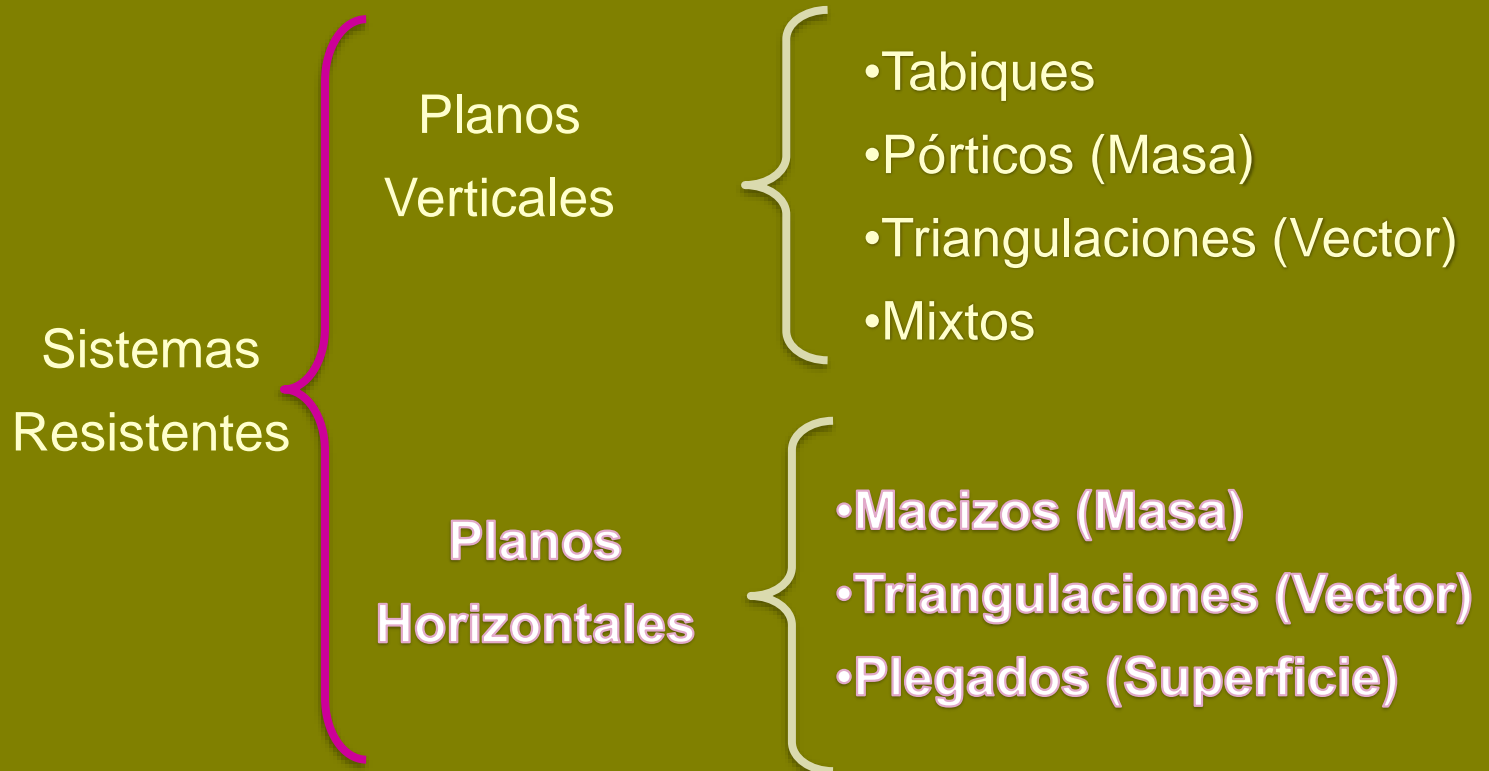 Sistemas
Resistentes
Planos
Verticales
•Tabiques
•Pórticos (Masa)
•Triangulaciones (Vector)
•Mixtos
Planos
Horizontales
•Macizos (Masa)
•Triangulaciones (Vector)
•Plegados (Superficie)